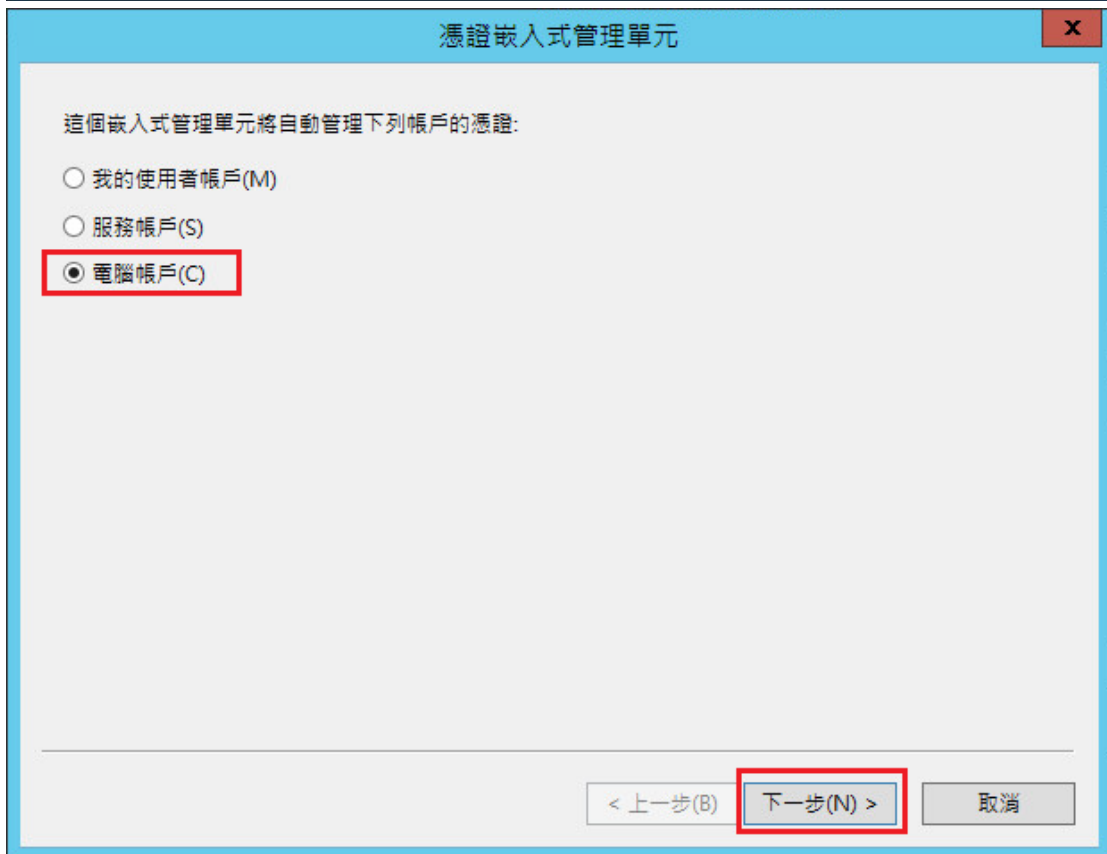 憑證嵌入式管理單元
x
這個嵌入式管理單元將自動管理下列帳戶的憑證:
我的使用者帳戶(M)
服務帳戶(S)
電腦帳戶(C)
< 上一步(B) 下一步(N) > 取消